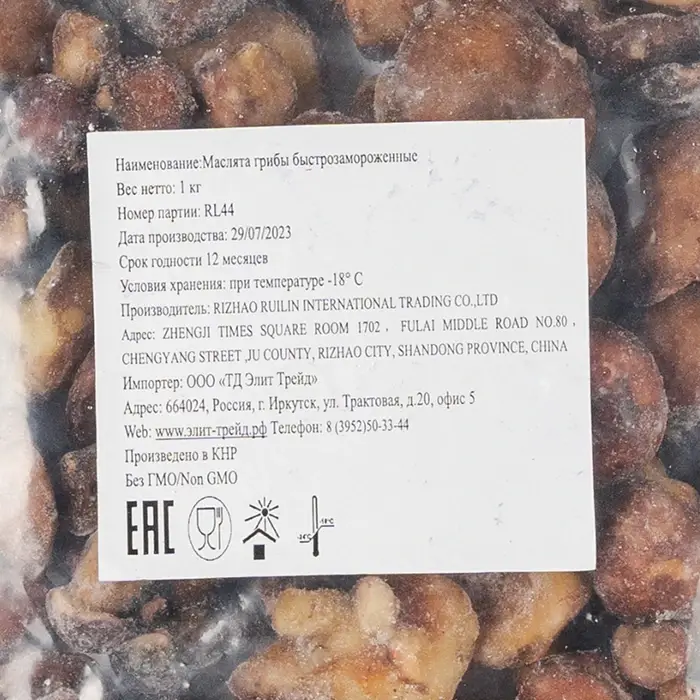 Наименование:Маслята грибы быстрозамороженные
Вес нетто: 1 кг
Номер партии: RL44
Дата производства: 29/07/2023
Срок годности 12 месяцев
Условия хранения: при температуре -18° С
Производитель: RIZHAO RUILIN INTERNATIONAL TRADING CO.,LTD
Адрес: ZHENGJI TIMES SQUARE ROOM 1702 , FULAI MIDDLE ROAD NO.80 ,
CHENGYANG STREET ,JU COUNTY, RIZHAO CITY, SHANDONG PROVINCE, CHINA
Импортер: ООО «ТД Элит Трейд»
Адрес: 664024, Россия, г. Иркутск, ул. Трактовая, д.20, офис 5
Web: www.элит-трейд.рф Телефон: 8 (3952)50-33-44
Произведено в КНР
Без ГМО/Non GMO
EAC